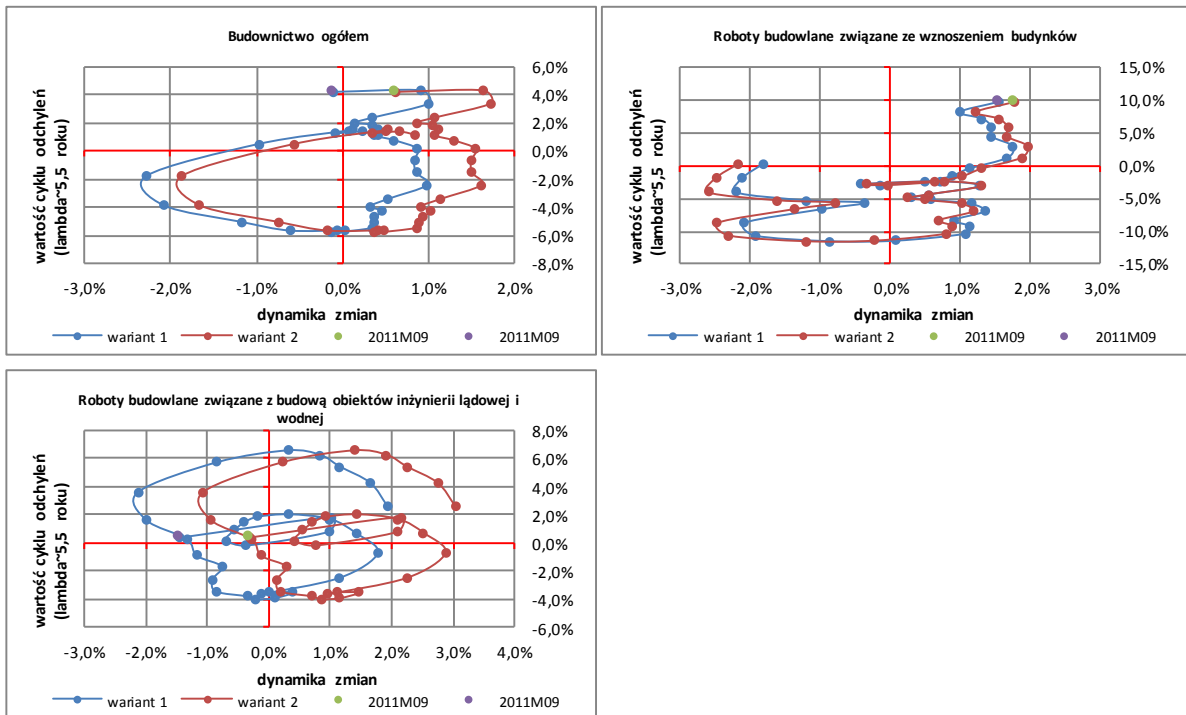 Budownictwo ogółem
6,0%
4,0%
2,0%
0,0%
-2,0%
-4,0%
-6,0%
-8,0%
wartość cyklu odchyleń
(lambda~5,5 roku)
-3,0% -2,0% -1,0% 0,0% 1,0% 2,0%
dynamika zmian
wariant 1 wariant 2 2011M09 2011M09
Roboty budowlane związane ze wznoszeniem budynków
15,0%
10,0%
5,0%
0,0%
-5,0%
-10,0%
-15,0%
wartość cyklu odchyleń
(lambda~5,5 roku)
-3,0% -2,0% -1,0% 0,0% 1,0% 2,0% 3,0%
dynamika zmian
wariant 1 wariant 2 2011M09 2011M09
Roboty budowlane związane z budową obiektów inżynierii lądowej i
wodnej
8,0%
6,0%
4,0%
2,0%
0,0%
-2,0%
-4,0%
-6,0%
wartość cyklu odchyleń
(lambda~5,5 roku)
-3,0% -2,0% -1,0% 0,0% 1,0% 2,0% 3,0% 4,0%
dynamika zmian
wariant 1 wariant 2 2011M09 2011M09